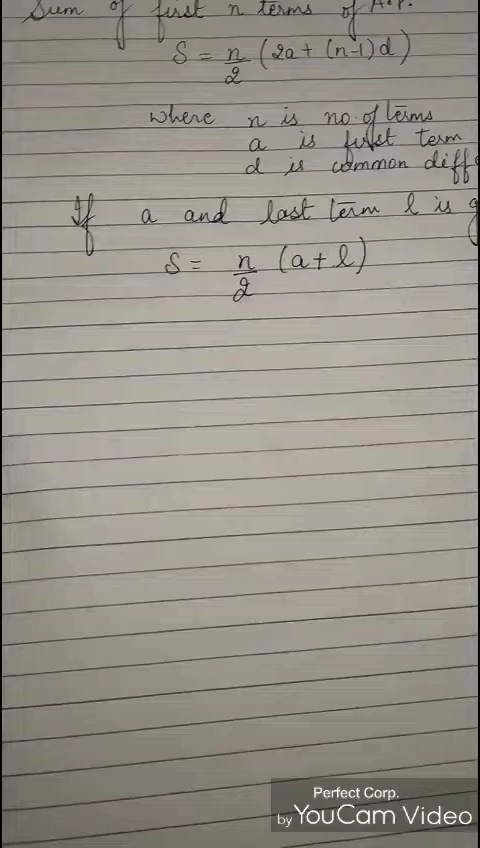 Sum of first n terms of A.P.
S = n/2 (2a + (n-1)d)
where n is no. of terms
a is first term
d is common diff
If a and last term l is g
S = n/2 (a + l)
Perfect Corp.
by YouCam Video